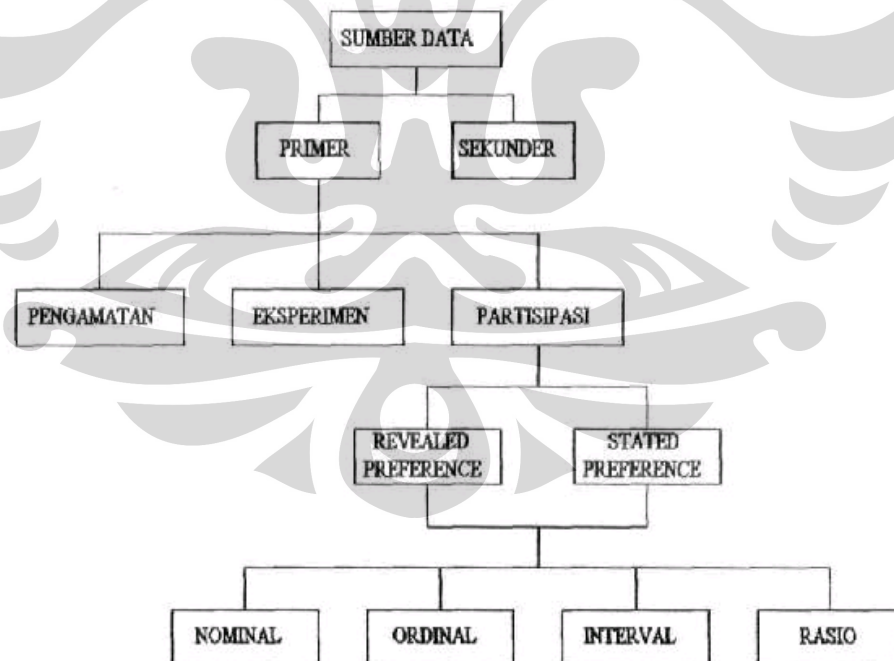 SUMBER DATA
PRIMER
SEKUNDER
PENGAMATAN
EKSPERIMEN
PARTISIPASI
REVEALED
PREFERENCE
STATED
PREFERENCE
NOMINAL
ORDINAL
INTERVAL
RASIO